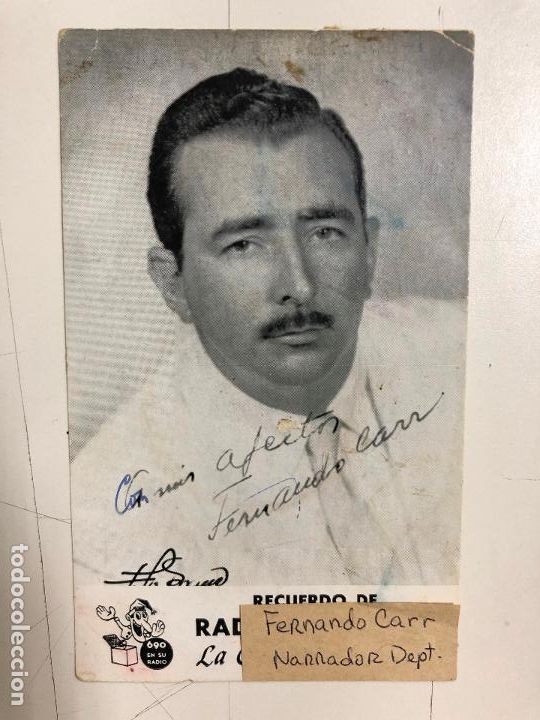 Con mis afectos
Fernando Carr
RECUERDO DE
RAD
La
690
EN SU
RADIO
Fernando Carr
Narrador Dept.
todocoleccion